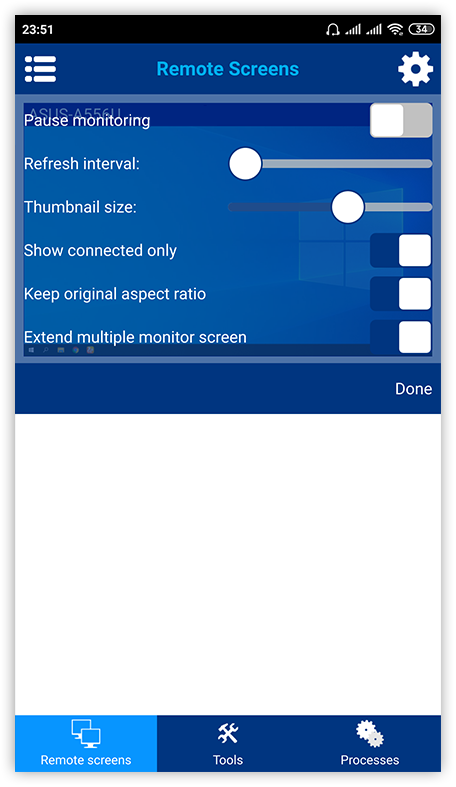 23:51
34
Remote Screens
ASUS-A556U
Pause monitoring
Refresh interval:
Thumbnail size:
Show connected only
Keep original aspect ratio
Extend multiple monitor screen
Done
Remote screens
Tools
Processes